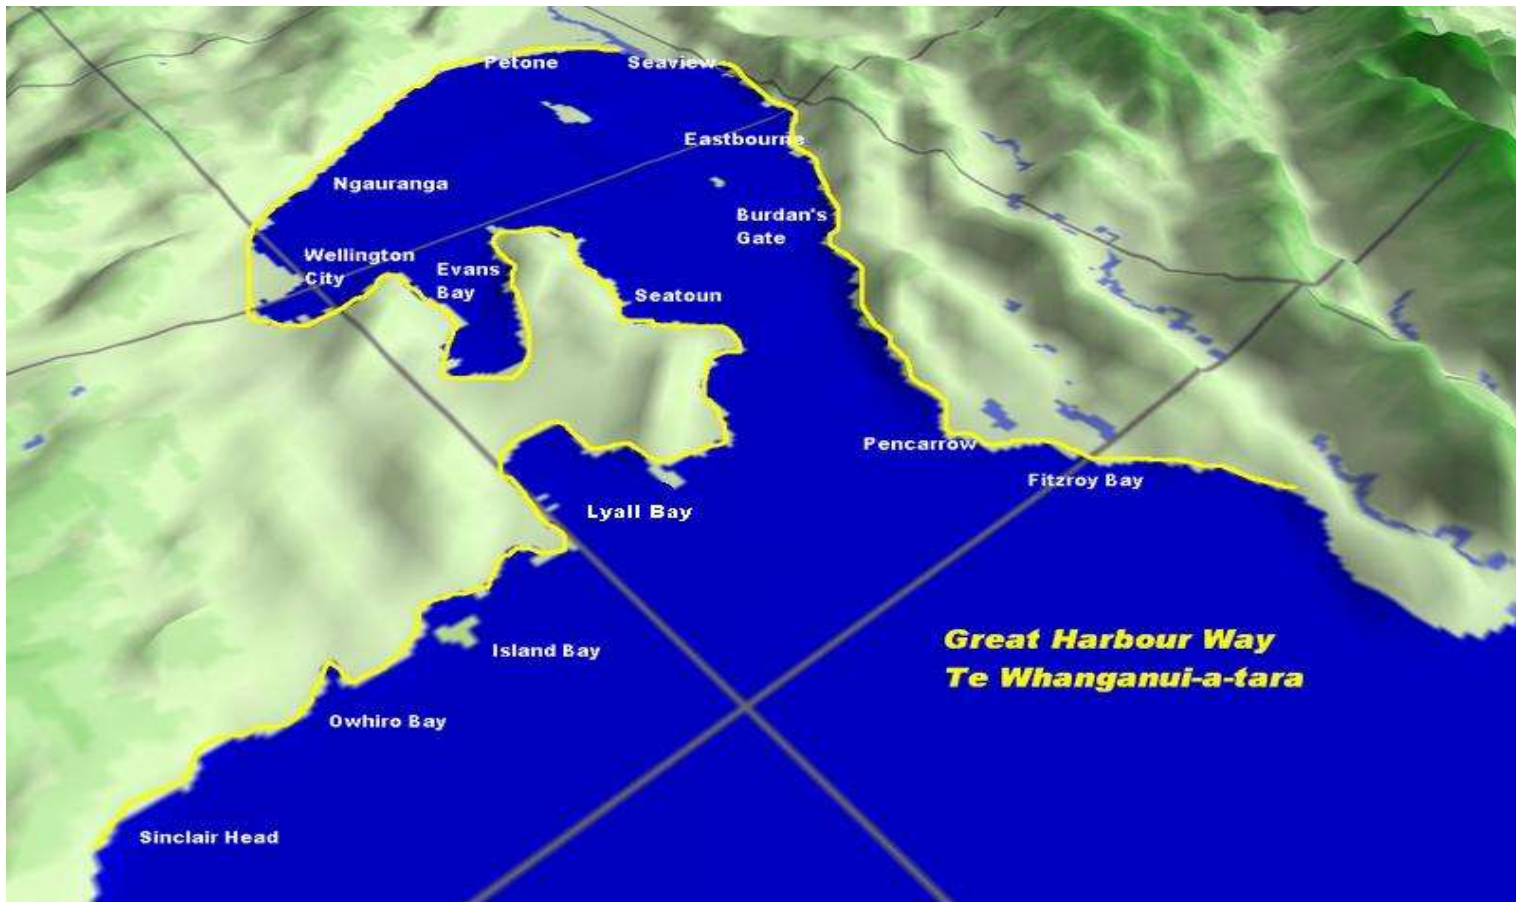 Petone
Seaview
Eastbourne
Ngauranga
Burdan's
Gate
Wellington
City
Evans
Bay
Seatoun
Pencarrow
Fitzroy Bay
Lyall Bay
Great Harbour Way
Te Whanganui-a-tara
Island Bay
Owhiro Bay
Sinclair Head